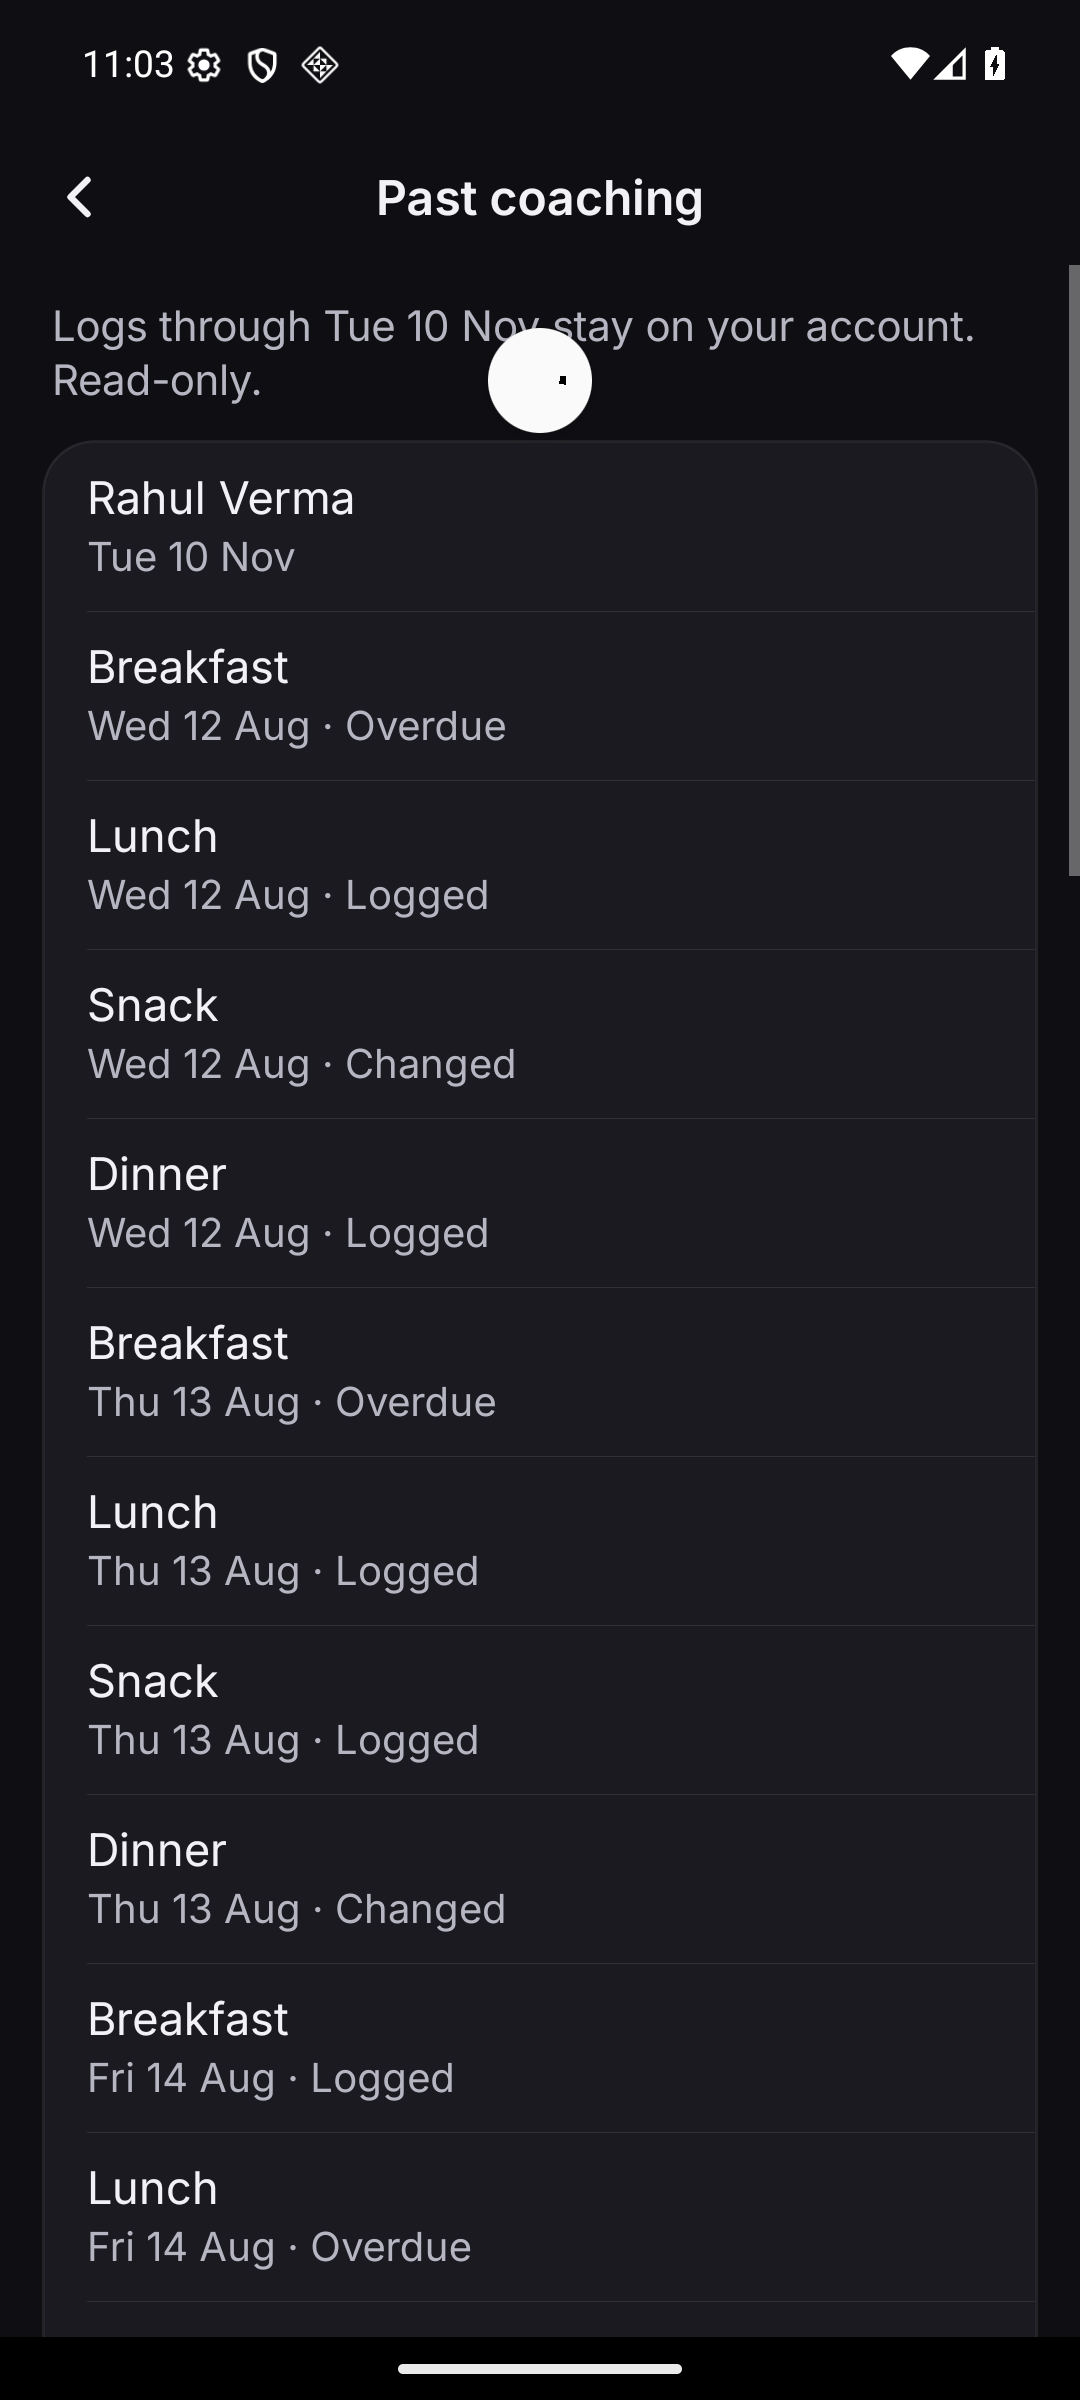 11:03
Past coaching
Logs through Tue 10 Nov stay on your account.
Read-only.
Rahul Verma
Tue 10 Nov
Breakfast
Wed 12 Aug · Overdue
Lunch
Wed 12 Aug · Logged
Snack
Wed 12 Aug · Changed
Dinner
Wed 12 Aug · Logged
Breakfast
Thu 13 Aug · Overdue
Lunch
Thu 13 Aug · Logged
Snack
Thu 13 Aug · Logged
Dinner
Thu 13 Aug · Changed
Breakfast
Fri 14 Aug · Logged
Lunch
Fri 14 Aug · Overdue